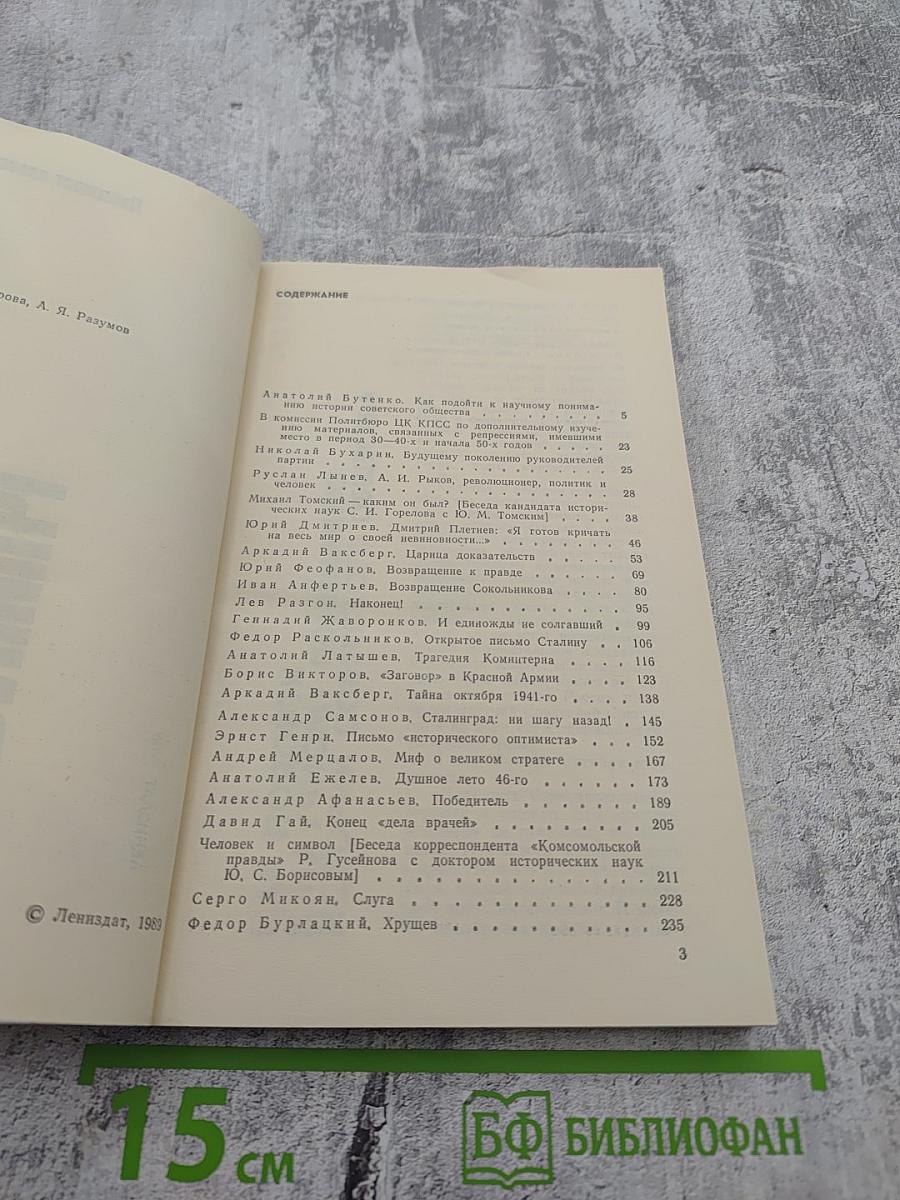 А. Я. Разумов
© Лениздат, 1989
СОДЕРЖАНИЕ
Анатолий Бутенко. Как подойти к научному понима-
нию истории советского общества . . . . . . . . 5
В комиссии Политбюро ЦК КПСС по дополнительному изуче-
нию материалов, связанных с репрессиями, имевшими
место в период 30—40-х и начала 50-х годов . . . . . 23
Николай Бухарин. Будущему поколению руководителей
партии . . . . . . . . . . . . . . . . . . 25
Руслан Лынев. А. И. Рыков, революционер, политик и
человек . . . . . . . . . . . . . . . . . . 28
Михаил Томский — каким он был? [Беседа кандидата истори-
ческих наук С. И. Горелова с Ю. М. Томским] . . . . 38
Юрий Дмитриев. Дмитрий Плетнев: «Я готов кричать
на весь мир о своей невиновности...» . . . . . . . . 46
Аркадий Ваксберг. Царица доказательств . . . . . 53
Юрий Феофанов. Возвращение к правде . . . . . . 69
Иван Анфертьев. Возвращение Сокольникова . . . . 80
Лев Разгон. Наконец! . . . . . . . . . . . . 95
Геннадий Жаворонков. И единожды не солгавший . 99
Федор Раскольников. Открытое письмо Сталину . . 106
Анатолий Латышев. Трагедия Коминтерна . . . . 116
Борис Викторов. «Заговор» в Красной Армии . . . . 123
Аркадий Ваксберг. Тайна октября 1941-го . . . . 138
Александр Самсонов. Сталинград: ни шагу назад! . 145
Эрнст Генри. Письмо «исторического оптимиста» . . . 152
Андрей Мерцалов. Миф о великом стратеге . . . . 167
Анатолий Ежелев. Душное лето 46-го . . . . . . 173
Александр Афанасьев. Победитель . . . . . . . 189
Давид Гай. Конец «дела врачей» . . . . . . . . . 205
Человек и символ [Беседа корреспондента «Комсомольской
правды» Р. Гусейнова с доктором исторических наук
Ю. С. Борисовым] . . . . . . . . . . . . . . 211
Серго Микоян. Слуга . . . . . . . . . . . . . 228
Федор Бурлацкий. Хрущев . . . . . . . . . . . 235
3
15 см
БФ БИБЛИОФАН